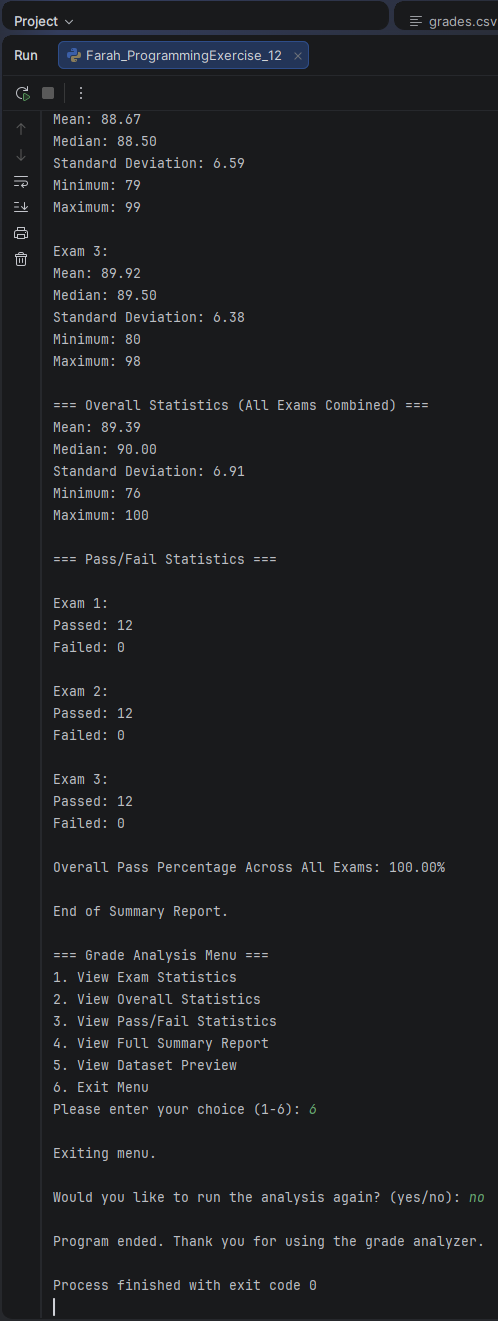 Project
grades.csv
Run
Farah_ProgrammingExercise_12
Mean: 88.67
Median: 88.50
Standard Deviation: 6.59
Minimum: 79
Maximum: 99
Exam 3:
Mean: 89.92
Median: 89.50
Standard Deviation: 6.38
Minimum: 80
Maximum: 98
=== Overall Statistics (All Exams Combined) ===
Mean: 89.39
Median: 90.00
Standard Deviation: 6.91
Minimum: 76
Maximum: 100
=== Pass/Fail Statistics ===
Exam 1:
Passed: 12
Failed: 0
Exam 2:
Passed: 12
Failed: 0
Exam 3:
Passed: 12
Failed: 0
Overall Pass Percentage Across All Exams: 100.00%
End of Summary Report.
=== Grade Analysis Menu ===
1. View Exam Statistics
2. View Overall Statistics
3. View Pass/Fail Statistics
4. View Full Summary Report
5. View Dataset Preview
6. Exit Menu
Please enter your choice (1-6): 6
Exiting menu.
Would you like to run the analysis again? (yes/no): no
Program ended. Thank you for using the grade analyzer.
Process finished with exit code 0